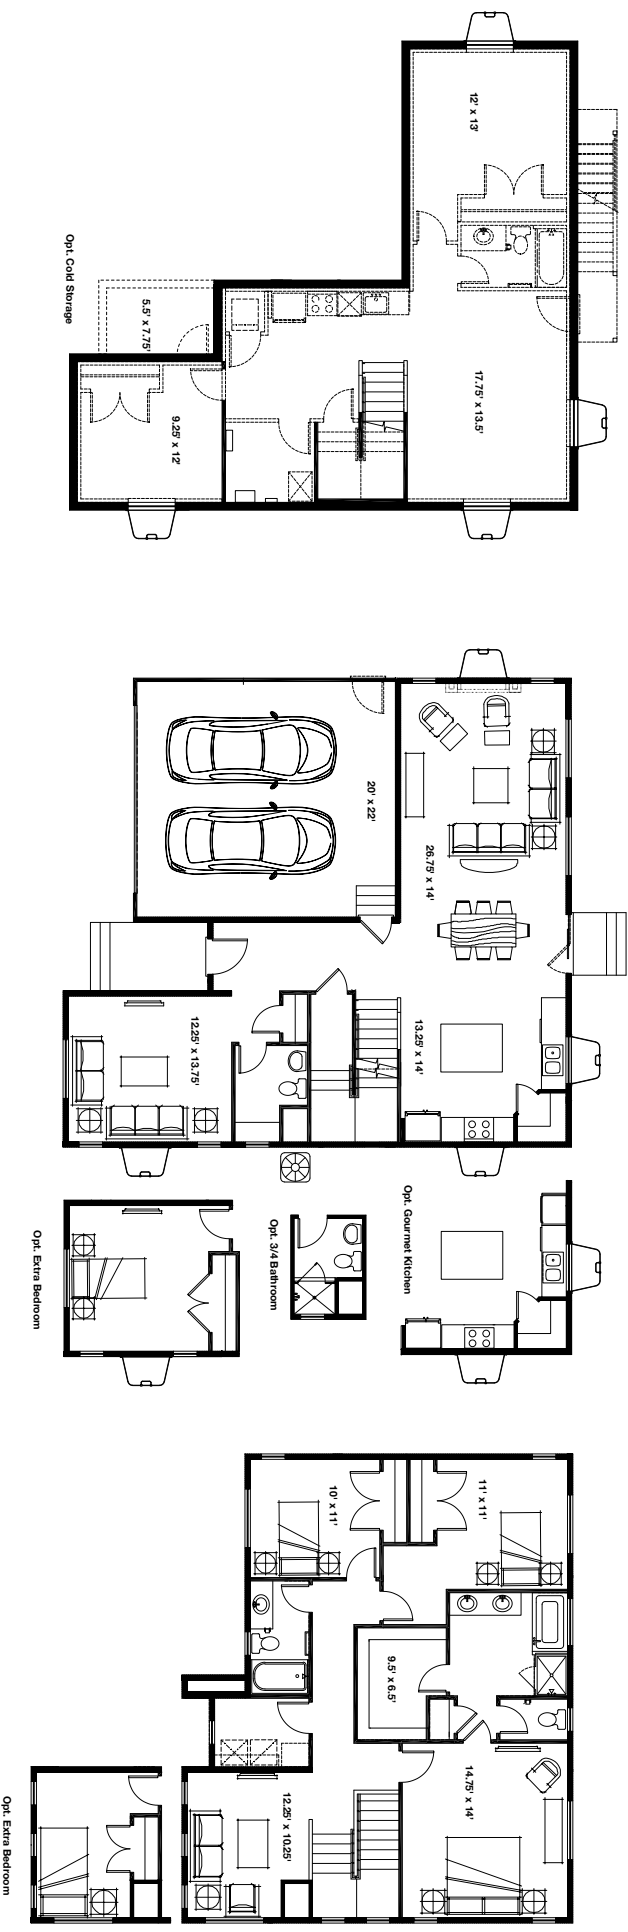 12' x 13'
17.75' x 13.5'
5.5' x 7.75'
9.25' x 12'
Opt. Cold Storage
20' x 22'
26.75' x 14'
13.25' x 14'
12.25' x 13.75'
Opt. Gourmet Kitchen
Opt. 3/4 Bathroom
Opt. Extra Bedroom
11' x 11'
10' x 11'
9.5' x 6.5'
14.75' x 14'
12.25' x 10.25'
Opt. Extra Bedroom